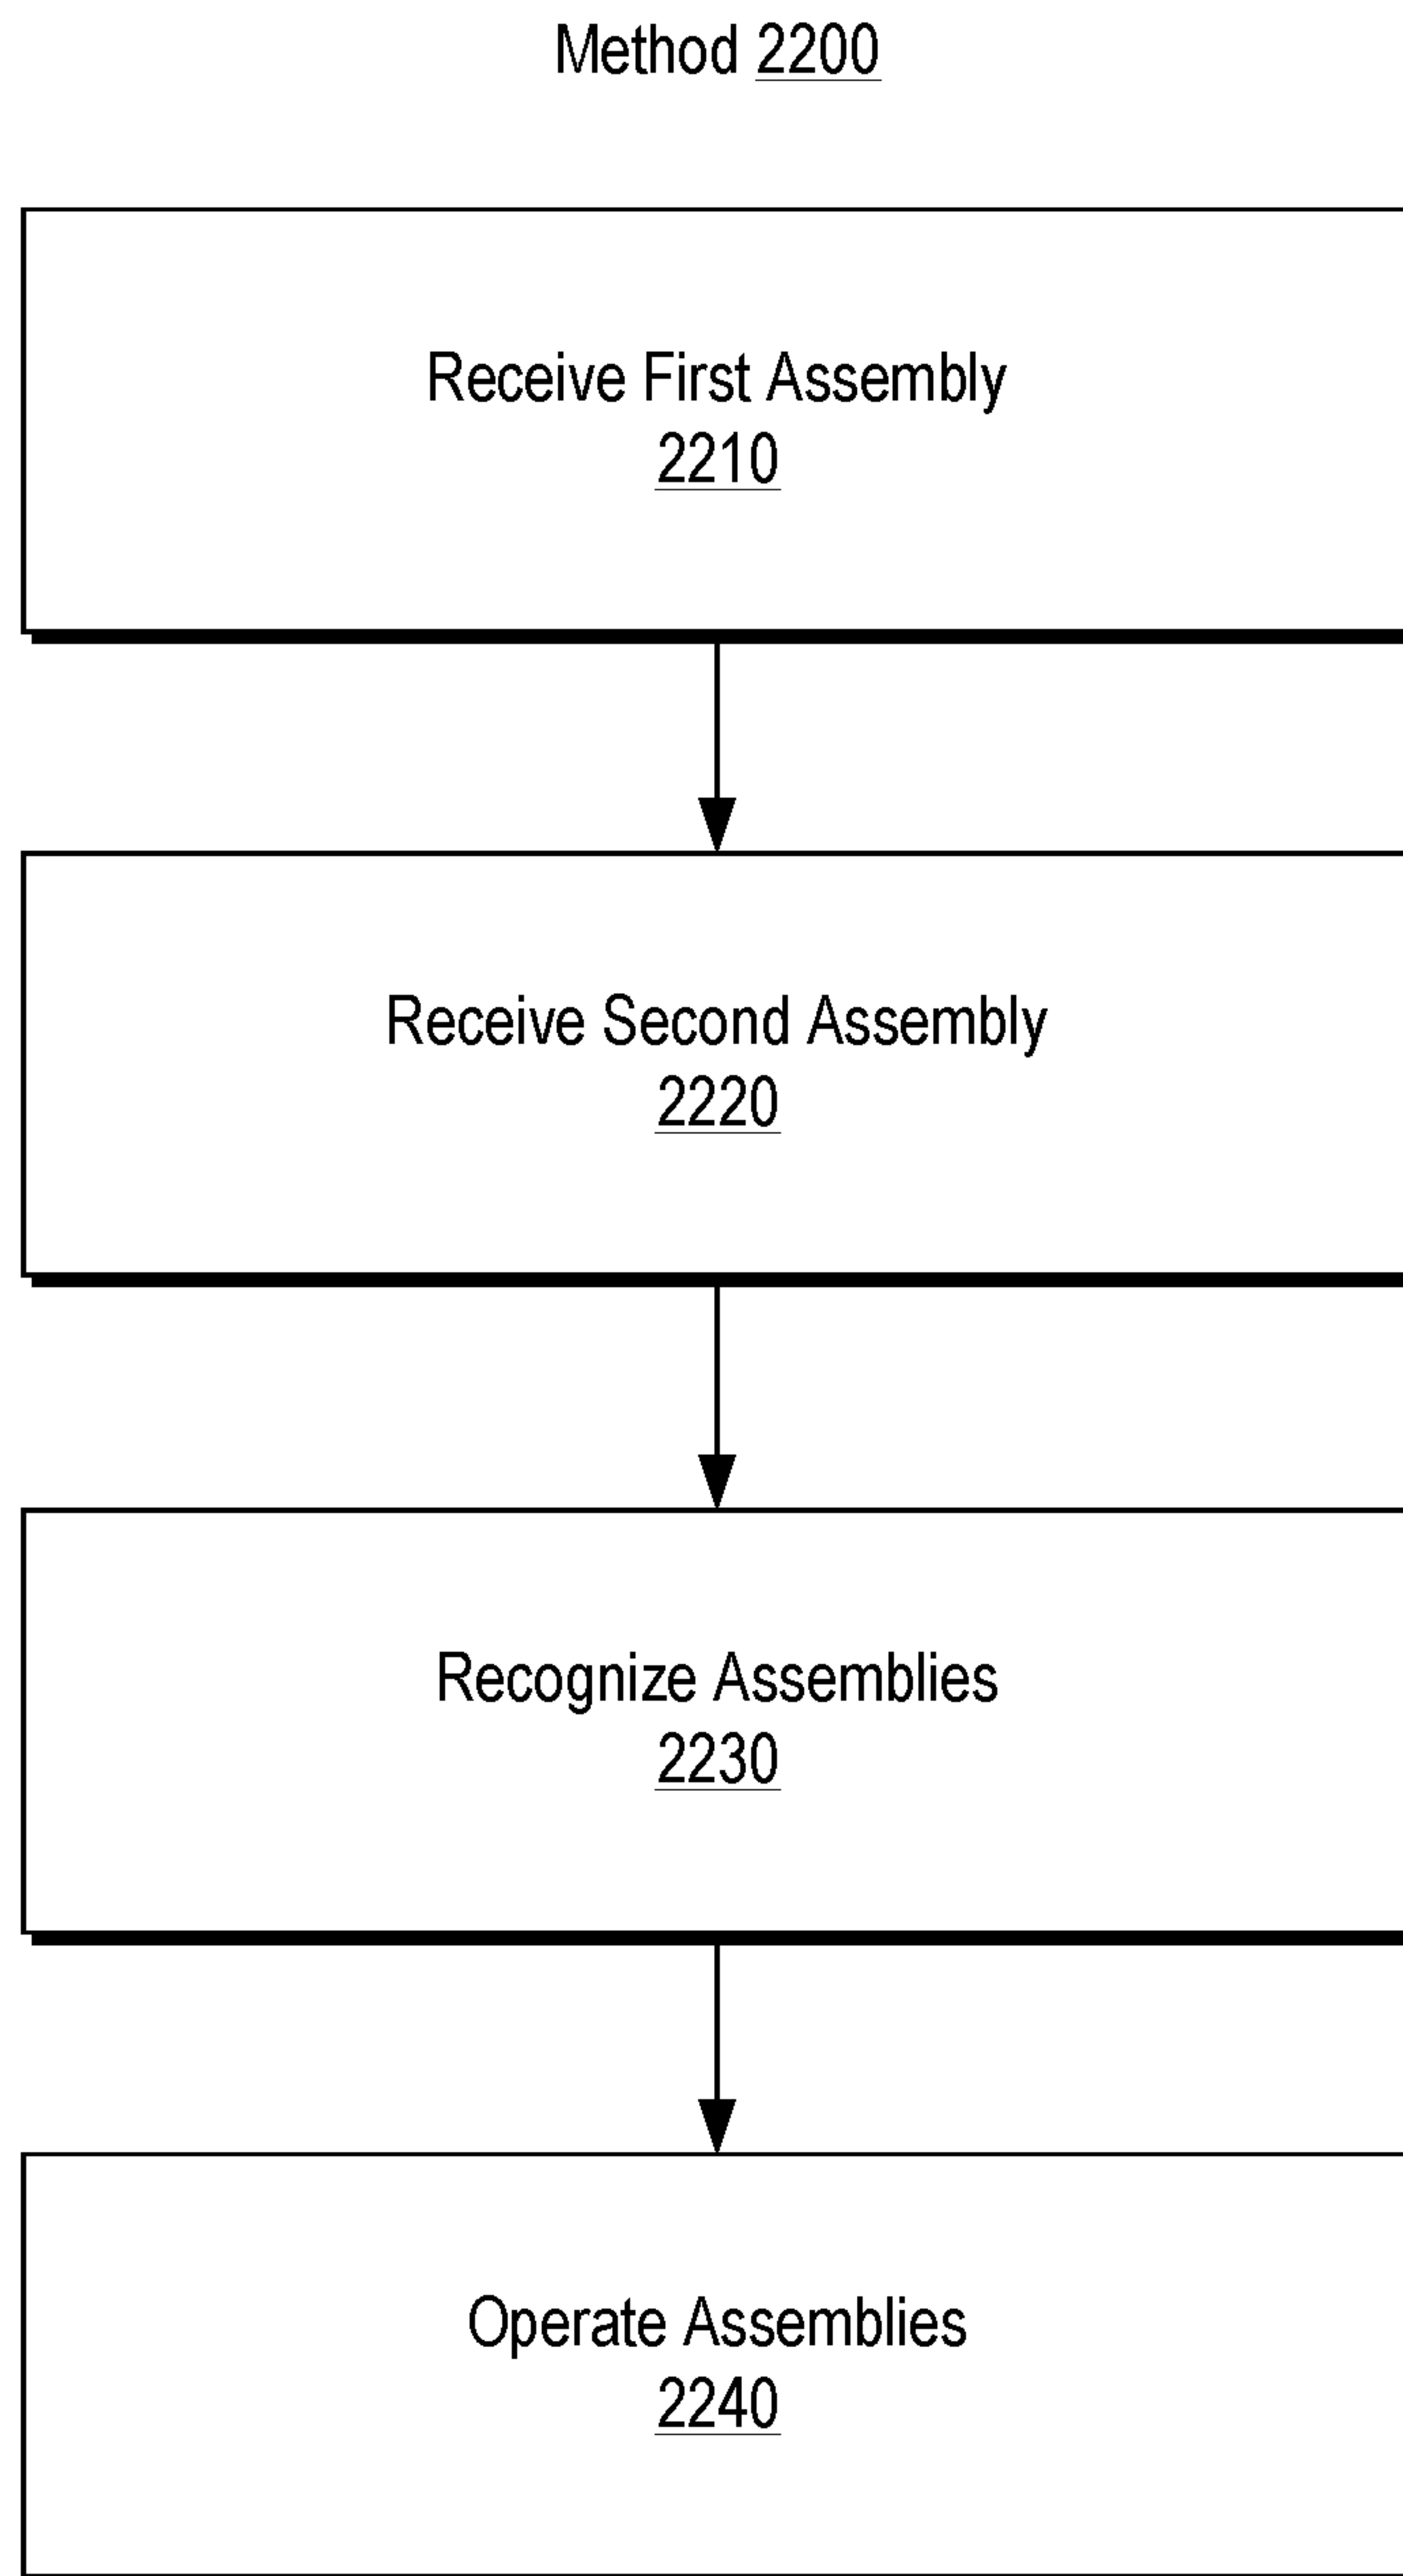 Method 2200
Receive First Assembly
2210
Receive Second Assembly
2220
Recognize Assemblies
2230
Operate Assemblies
2240